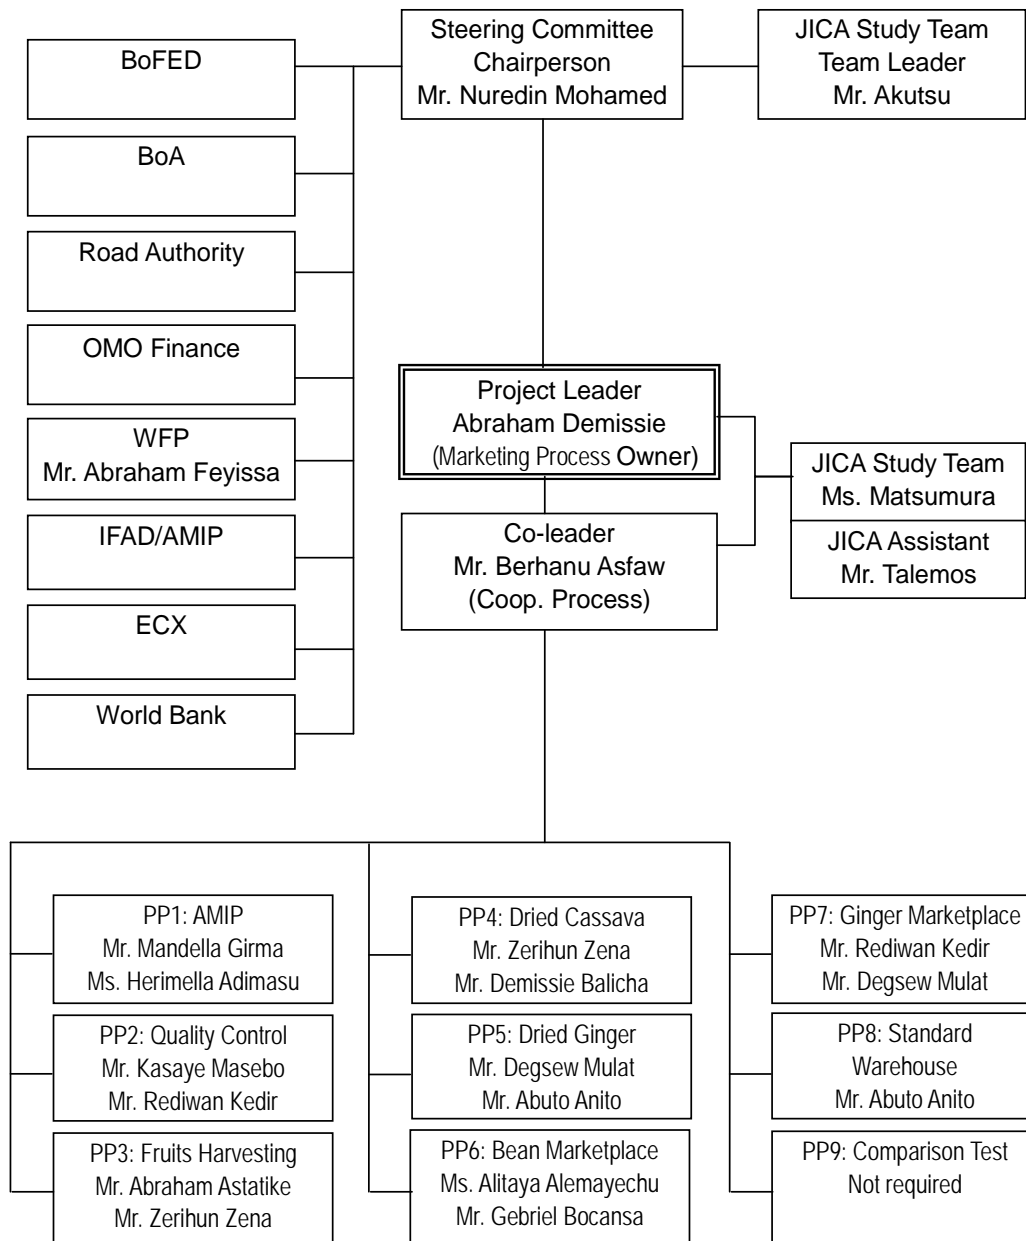 Steering Committee
Chairperson
Mr. Nuredin Mohamed
JICA Study Team
Team Leader
Mr. Akutsu
BoFED
BoA
Road Authority
OMO Finance
WFP
Mr. Abraham Feyissa
IFAD/AMIP
ECX
World Bank
Project Leader
Abraham Demissie
(Marketing Process Owner)
Co-leader
Mr. Berhanu Asfaw
(Coop. Process)
JICA Study Team
Ms. Matsumura
JICA Assistant
Mr. Talemos
PP1: AMIP
Mr. Mandella Girma
Ms. Herimella Adimasu
PP2: Quality Control
Mr. Kasaye Masebo
Mr. Rediwan Kedir
PP3: Fruits Harvesting
Mr. Abraham Astatike
Mr. Zerihun Zena
PP4: Dried Cassava
Mr. Zerihun Zena
Mr. Demissie Balicha
PP5: Dried Ginger
Mr. Degsew Mulat
Mr. Abuto Anito
PP6: Bean Marketplace
Ms. Alitaya Alemayechu
Mr. Gebriel Bocansa
PP7: Ginger Marketplace
Mr. Rediwan Kedir
Mr. Degsew Mulat
PP8: Standard
Warehouse
Mr. Abuto Anito
PP9: Comparison Test
Not required